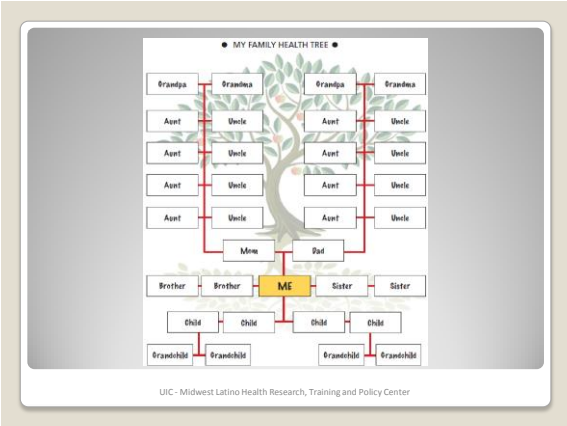 ● MY FAMILY HEALTH TREE ●
Grandpa Grandma Grandpa Grandma
Aunt Uncle Aunt Uncle
Aunt Uncle Aunt Uncle
Aunt Uncle Aunt Uncle
Aunt Uncle Aunt Uncle
Mom Dad
Brother Brother ME Sister Sister
Child Child Child Child
Grandchild Grandchild Grandchild Grandchild
UIC - Midwest Latino Health Research, Training and Policy Center